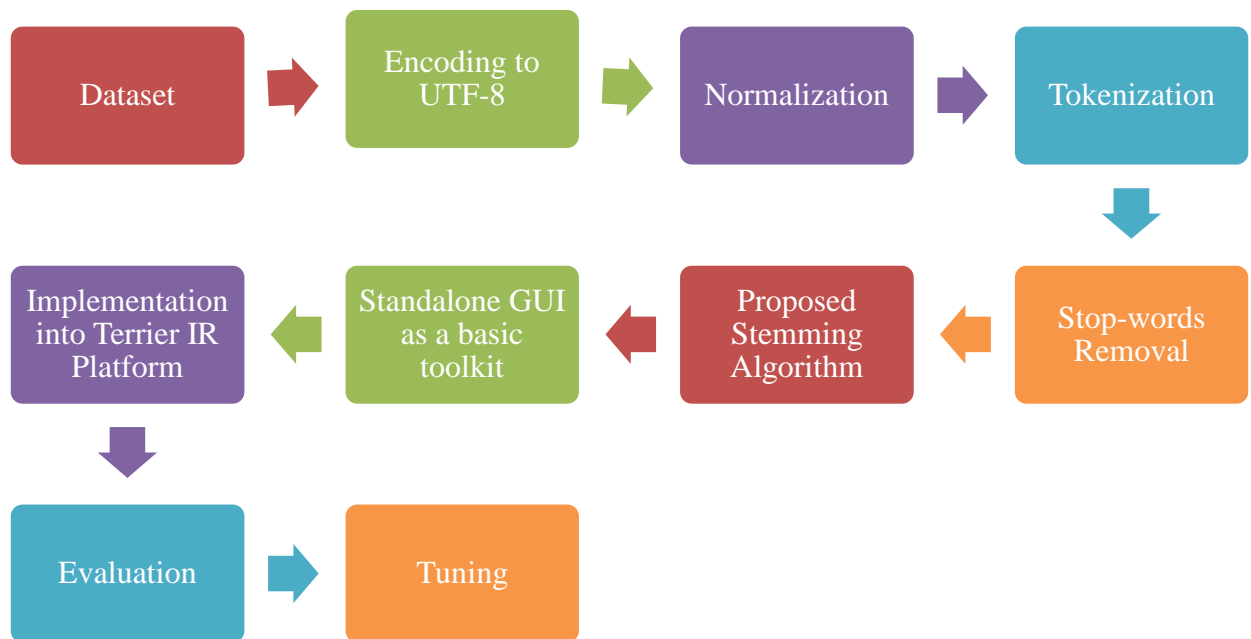 Dataset
Encoding to
UTF-8
Normalization
Tokenization
Stop-words
Removal
Proposed
Stemming
Algorithm
Standalone GUI
as a basic
toolkit
Implementation
into Terrier IR
Platform
Evaluation
Tuning